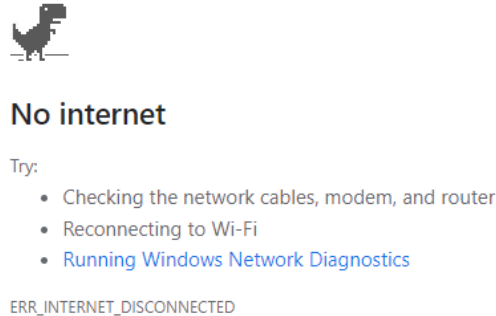 No internet
Try:
• Checking the network cables, modem, and router
• Reconnecting to Wi-Fi
• Running Windows Network Diagnostics
ERR_INTERNET_DISCONNECTED